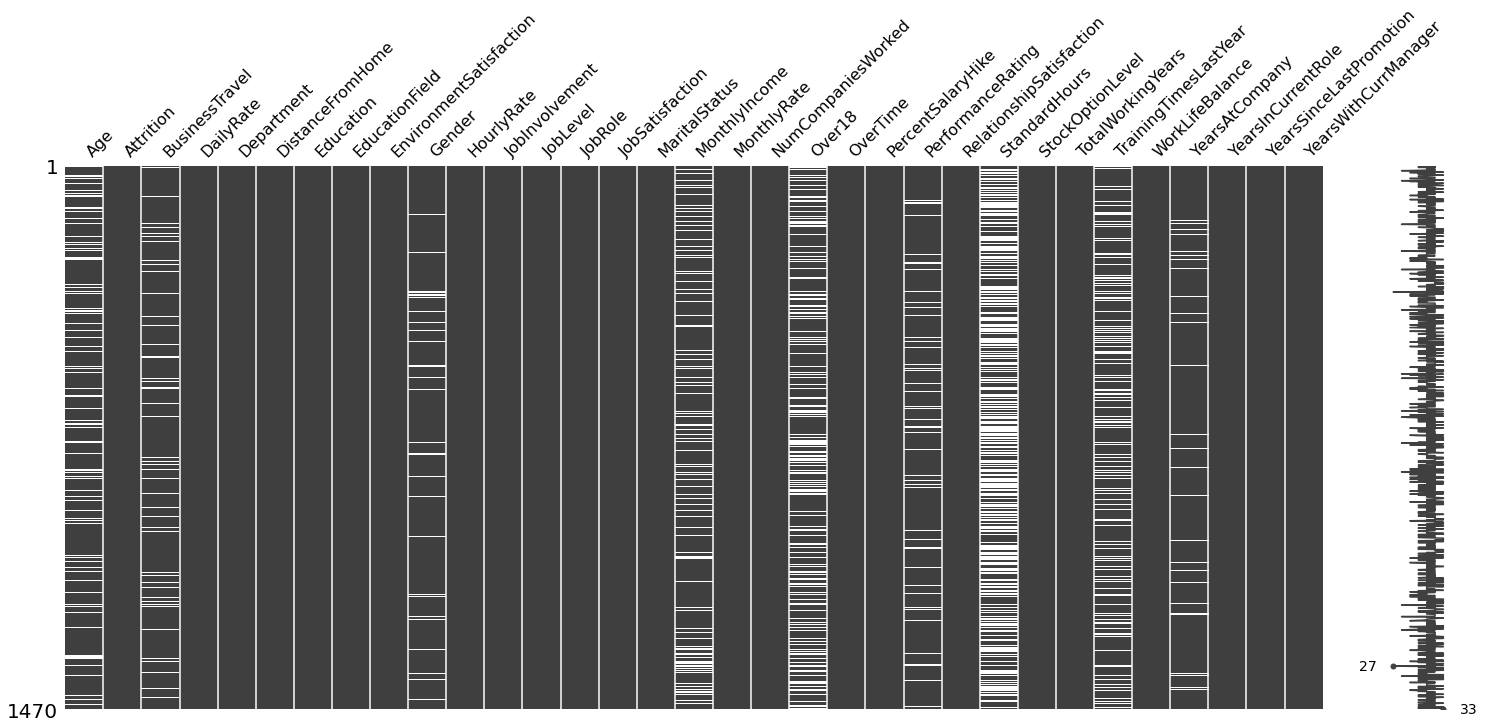 Age
Attrition
BusinessTravel
DailyRate
Department
DistanceFromHome
Education
EducationField
EnvironmentSatisfaction
Gender
HourlyRate
JobInvolvement
JobLevel
JobRole
JobSatisfaction
MaritalStatus
MonthlyIncome
MonthlyRate
NumCompaniesWorked
Over18
OverTime
PercentSalaryHike
PerformanceRating
RelationshipSatisfaction
StandardHours
StockOptionLevel
TotalWorkingYears
TrainingTimesLastYear
WorkLifeBalance
YearsAtCompany
YearsInCurrentRole
YearsSinceLastPromotion
YearsWithCurrManager
1
27
1470
33